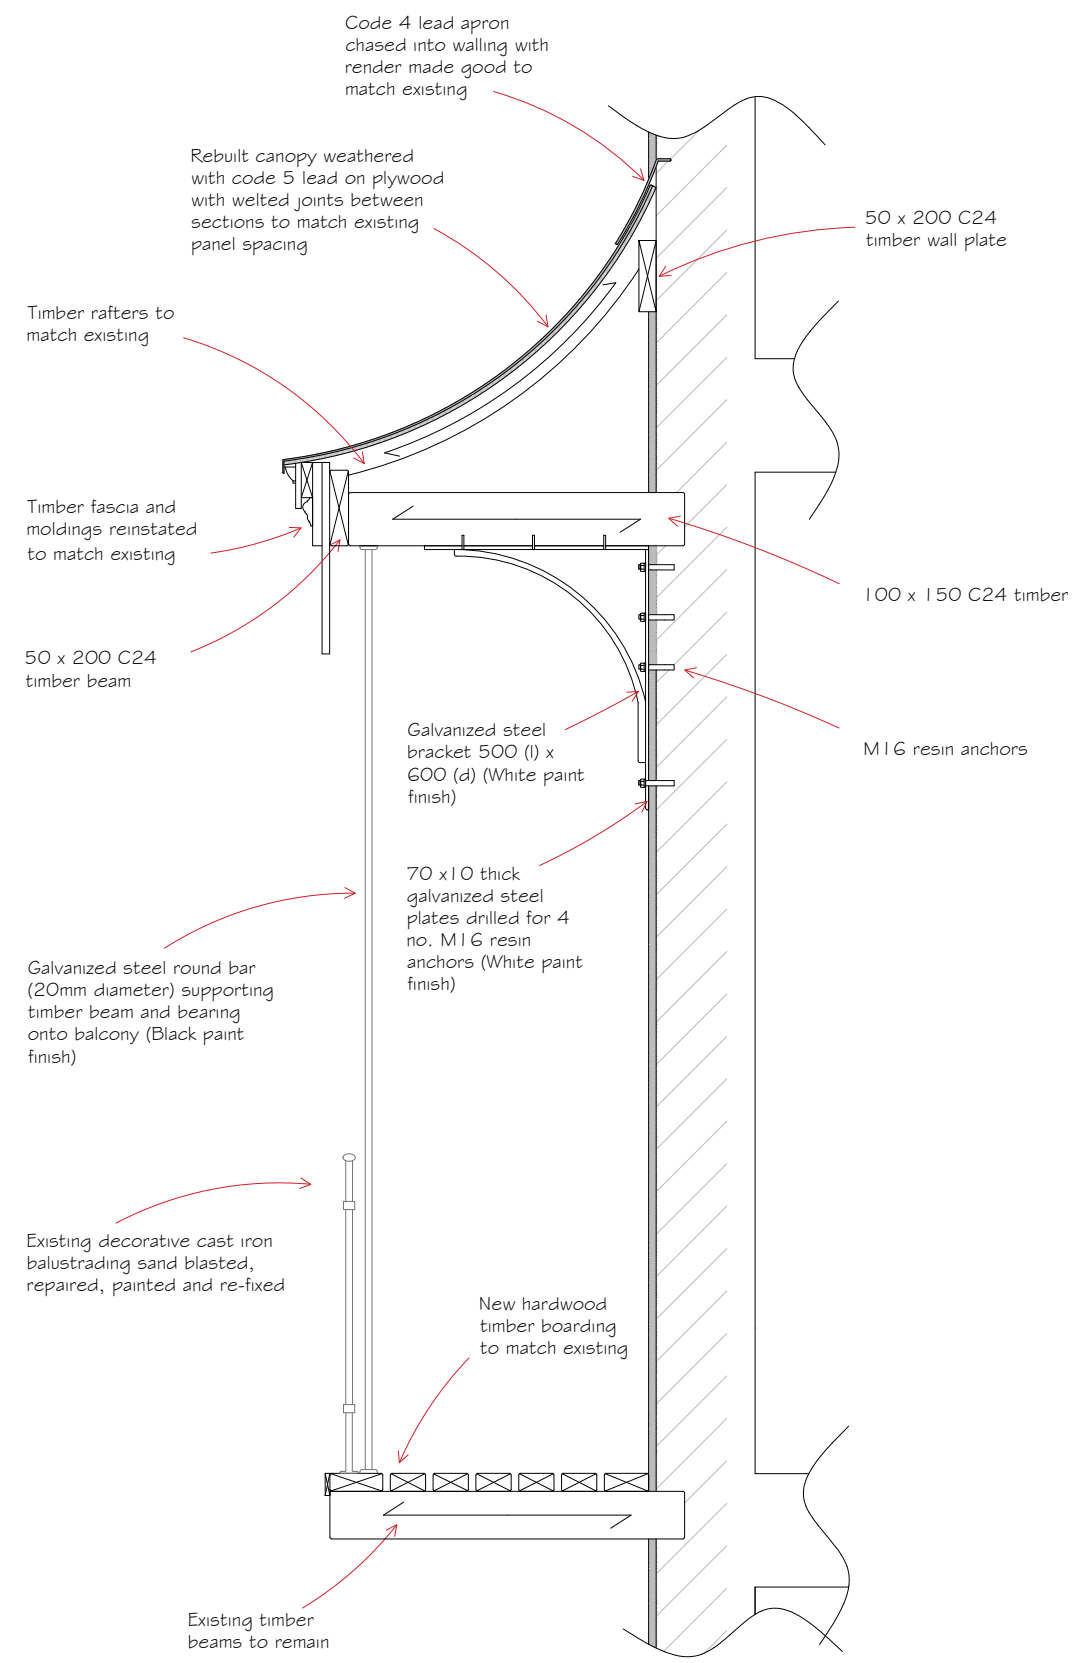 Code 4 lead apron
chased into walling with
render made good to
match existing
Rebuilt canopy weathered
with code 5 lead on plywood
with welted joints between
sections to match existing
panel spacing
50 x 200 C24
timber wall plate
Timber rafters to
match existing
Timber fascia and
moldings reinstated
to match existing
100 x 150 C24 timber
50 x 200 C24
timber beam
Galvanized steel
bracket 500 (l) x
600 (d) (White paint
finish)
M16 resin anchors
70 x10 thick
galvanized steel
plates drilled for 4
no. M16 resin
anchors (White paint
finish)
Galvanized steel round bar
(20mm diameter) supporting
timber beam and bearing
onto balcony (Black paint
finish)
Existing decorative cast iron
balustrading sand blasted,
repaired, painted and re-fixed
New hardwood
timber boarding
to match existing
Existing timber
beams to remain